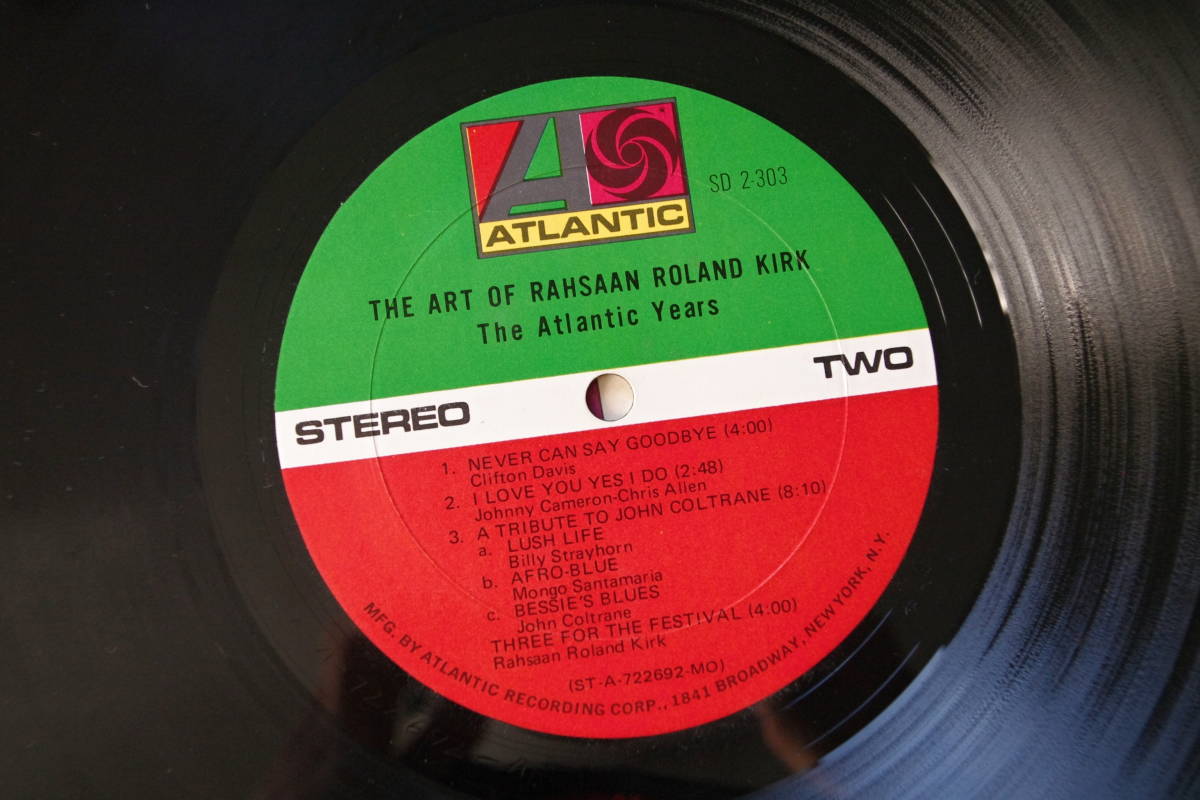 ATLANTIC
SD 2-303
THE ART OF RAHSAAN ROLAND KIRK
The Atlantic Years
STEREO
TWO
1. NEVER CAN SAY GOODBYE (4:00)
Clifton Davis
2. I LOVE YOU YES I DO (2:48)
Johnny Cameron-Chris Allen
3. A TRIBUTE TO JOHN COLTRANE (8:10)
a. LUSH LIFE
Billy Strayhorn
b. AFRO-BLUE
Mongo Santamaria
c. BESSIE'S BLUES
John Coltrane
THREE FOR THE FESTIVAL (4:00)
Rahsaan Roland Kirk
(ST-A-722692-MO)
MFG. BY ATLANTIC RECORDING CORP., 1841 BROADWAY, NEW YORK, N.Y.